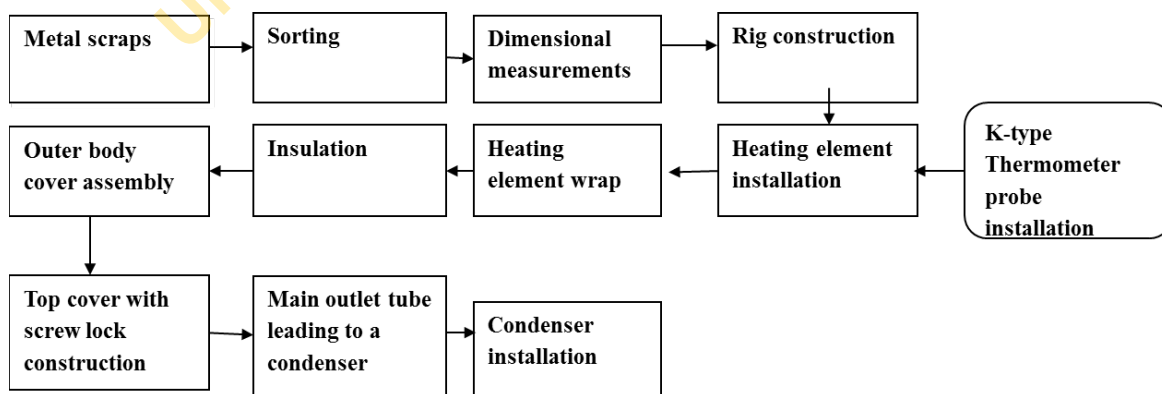 Metal scraps
Sorting
Dimensional
measurements
Rig construction
Outer body
cover assembly
Insulation
Heating
element wrap
Heating element
installation
K-type
Thermometer
probe
installation
Top cover with
screw lock
construction
Main outlet tube
leading to a
condenser
Condenser
installation